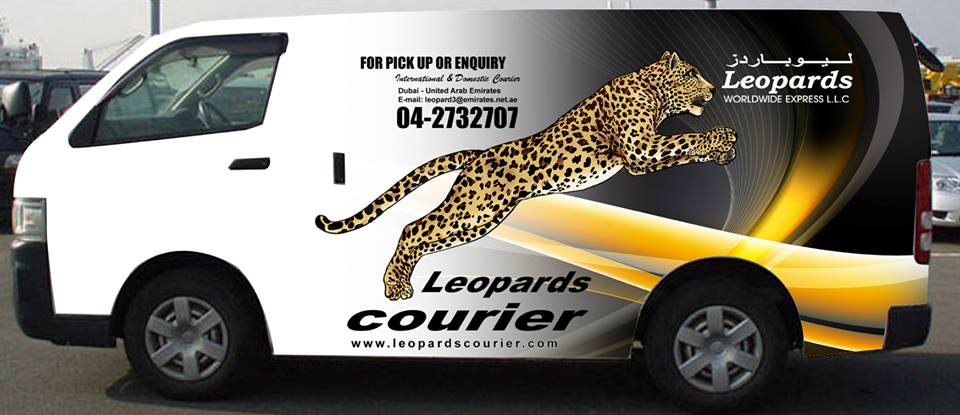 FOR PICK UP OR ENQUIRY
International & Domestic Courier
Dubai - United Arab Emirates
E-mail: leopard3@emirates.net.ae
04-2732707
ليوباردز
Leopards
WORLDWIDE EXPRESS L.L.C
Leopards
courier
www.leopardscourier.com